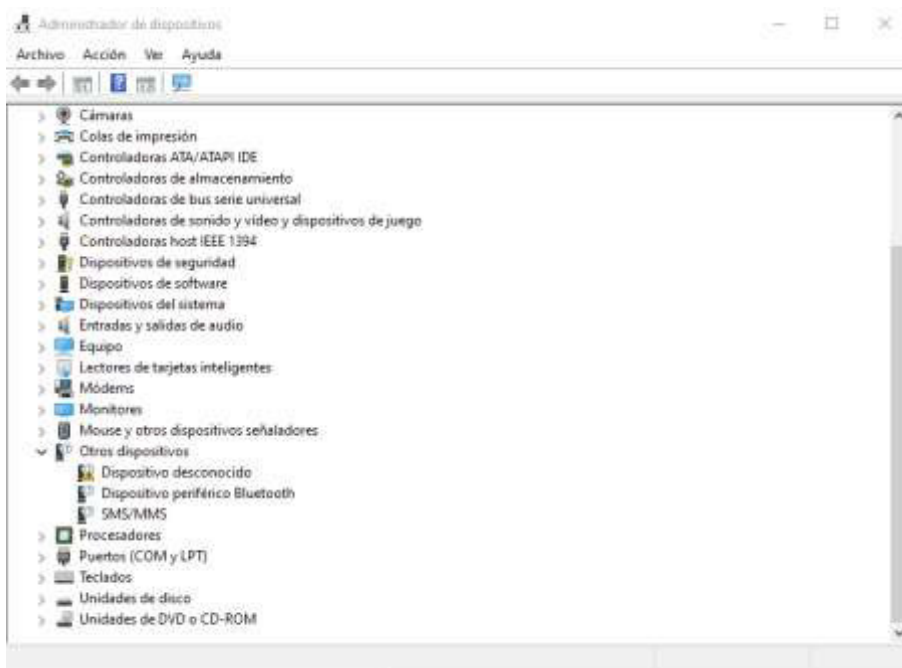 Administrador de dispositivos
Archivo Acción Ver Ayuda
Cámaras
Colas de impresión
Controladoras ATA/ATAPI IDE
Controladoras de almacenamiento
Controladoras de bus serie universal
Controladoras de sonido y vídeo y dispositivos de juego
Controladoras host IEEE 1394
Dispositivos de seguridad
Dispositivos de software
Dispositivos del sistema
Entradas y salidas de audio
Equipo
Lectores de tarjetas inteligentes
Módems
Monitores
Mouse y otros dispositivos señaladores
Otros dispositivos
Dispositivo desconocido
Dispositivo periférico Bluetooth
SMS/MMS
Procesadores
Puertos (COM y LPT)
Teclados
Unidades de disco
Unidades de DVD o CD-ROM